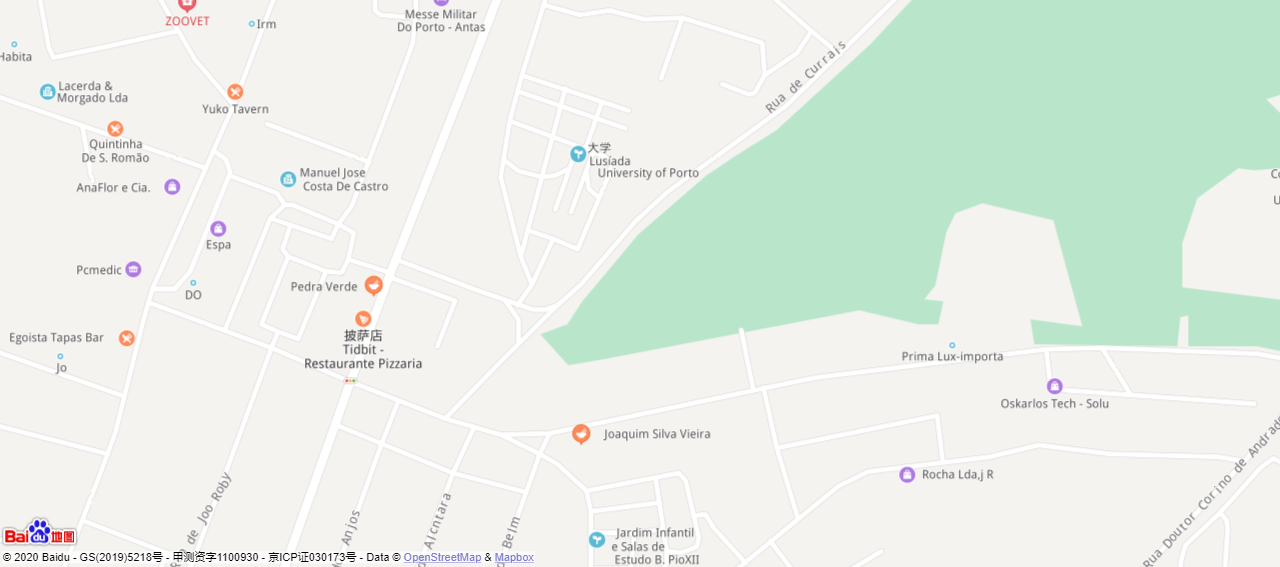 ZOOVET
Irm
Messe Militar
Do Porto - Antas
Habita
Lacerda &
Morgado Lda
Yuko Tavern
Rua de Currais
Quintinha
De S. Romão
大学
Lusíada
University of Porto
Manuel Jose
Costa De Castro
AnaFlor e Cia.
Espa
Pcmedic
DO
Pedra Verde
Egoista Tapas Bar
披萨店
Tidbit -
Restaurante Pizzaria
Jo
Prima Lux-importa
Oskarlos Tech - Solu
Joaquim Silva Vieira
Rocha Lda,j R
de Joo Roby
Anjos
Alcntara
Belm
Jardim Infantil
e Salas de
Estudo B. PioXII
Rua Doutor Corino de Andrade
Bai du 地图
© 2020 Baidu - GS(2019)5218号 - 甲测资字1100930 - 京ICP证030173号 - Data © OpenStreetMap & Mapbox